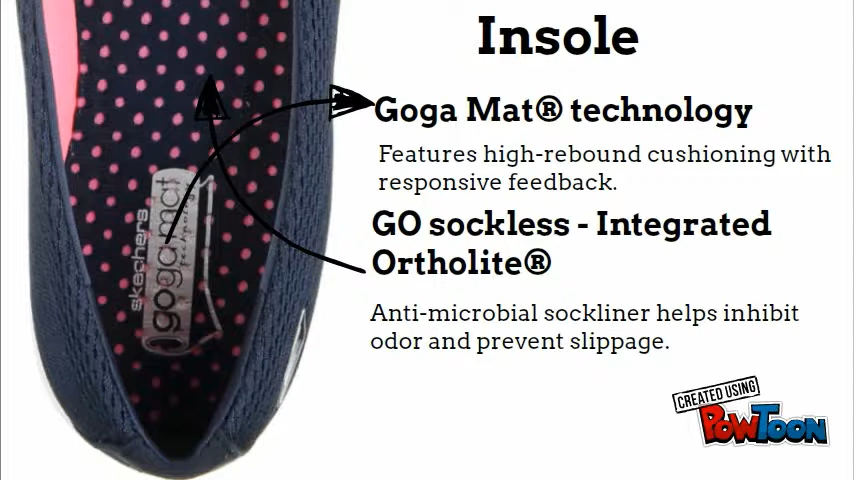 Insole
Goga Mat® technology
Features high-rebound cushioning with
responsive feedback.
GO sockless - Integrated
Ortholite®
Anti-microbial sockliner helps inhibit
odor and prevent slippage.
skechers
gogamat
technology
CREATED USING
POWTOON